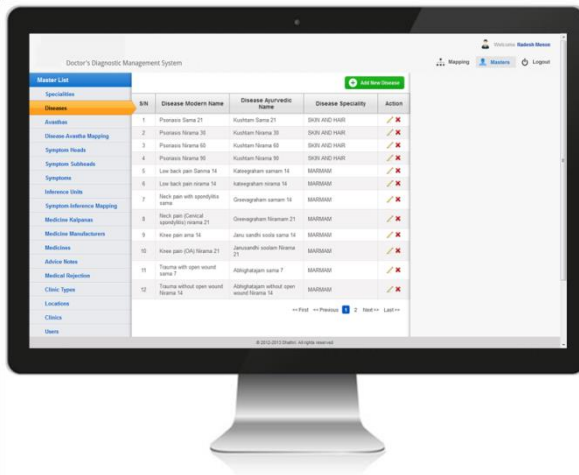 Welcome Radesh Menon
Doctor's Diagnostic Management System
Mapping Masters Logout
Master List
Specialities
Diseases
Avasthas
Disease-Avastha Mapping
Symptom Heads
Symptom Subheads
Symptoms
Inference Units
Symptom-Inference Mapping
Medicine Kalpanas
Medicine Manufacturers
Medicines
Advice Notes
Medical Rejection
Clinic Types
Locations
Clinics
Users
Add New Disease
S/N Disease Modern Name Disease Ayurvedic Name Disease Speciality Action
1 Psoriasis Sama 21 Kushtam Sama 21 SKIN AND HAIR
2 Psoriasis Nirama 30 Kushtam Nirama 30 SKIN AND HAIR
3 Psoriasis Nirama 60 Kushtam Nirama 60 SKIN AND HAIR
4 Psoriasis Nirama 90 Kushtam Nirama 90 SKIN AND HAIR
5 Low back pain Samna 14 Kateegraham samam 14 MARMAM
6 Low back pain nirama 14 kateegraham nirama 14 MARMAM
7 Neck pain with spondylitis sama Greevagraham samam 14 MARMAM
8 Neck pain (Cervical spondylitis) nirama 21 Greevagraham Niramam 21 MARMAM
9 Knee pain ama 14 Janu sandhi soola sama 14 MARMAM
10 Knee pain (OA) Nirama 21 Janusandhi soolam Nirama 21 MARMAM
11 Trauma with open wound sama 7 Abhighatajam sama 7 MARMAM
12 Trauma without open wound Nirama 14 Abhighatajam without open wound Nirama 14 MARMAM
<< First << Previous 1 2 Next >> Last >>
All rights reserved